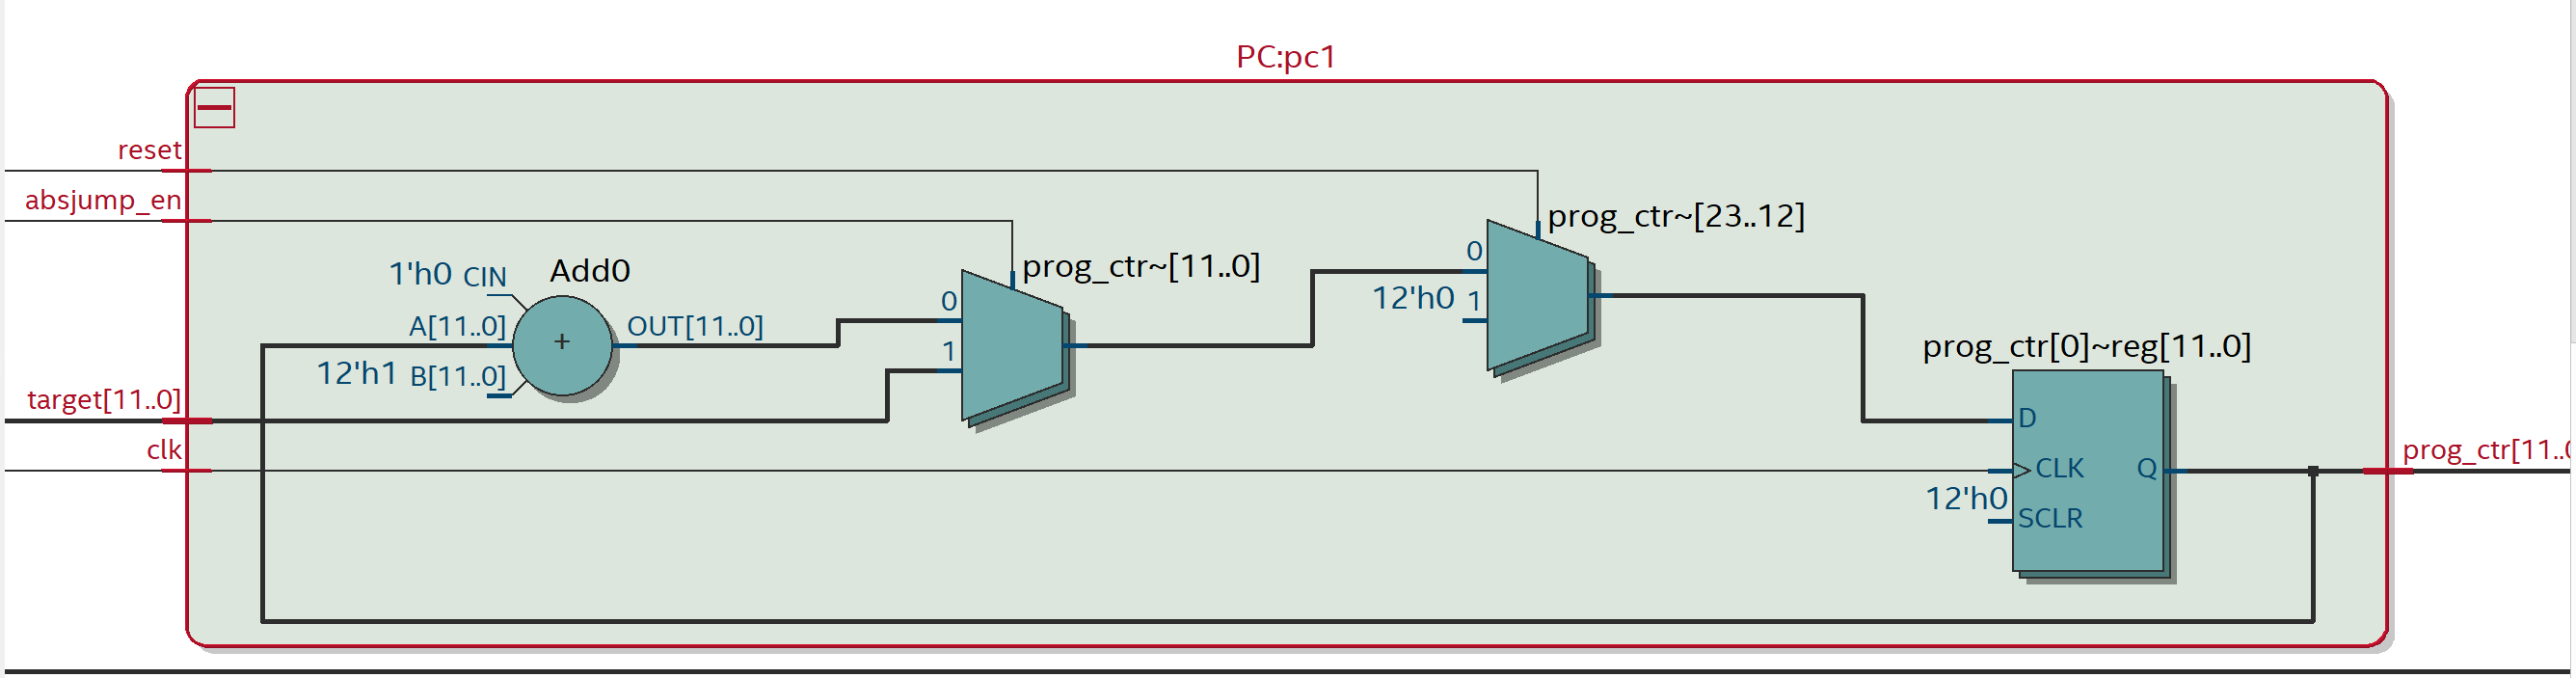 PC:pc1
reset
absjump_en
prog_ctr~[23..12]
0
12'h0 1
1'h0 CIN Add0
prog_ctr~[11..0]
0
A[11..0] OUT[11..0]
+
1
12'h1 B[11..0]
prog_ctr[0]~reg[11..0]
target[11..0]
D
clk
CLK Q
prog_ctr[11..
12'h0
SCLR